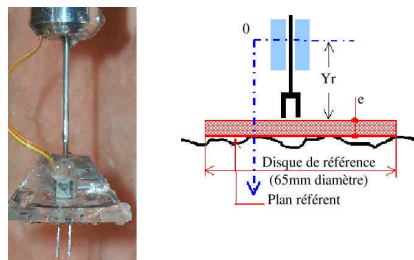 0
Yr
e
Disque de référence
(65mm diamètre)
Plan référent